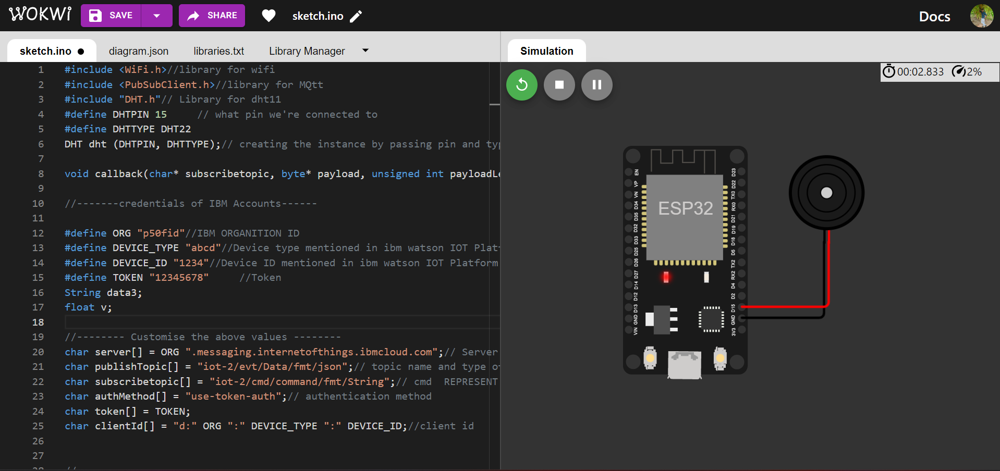 WOKWi
SAVE
SHARE
sketch.ino
Docs
sketch.ino
diagram.json
libraries.txt
Library Manager
Simulation
1 #include <WiFi.h>//library for wifi
2 #include <PubSubClient.h>//library for MQtt
3 #include "DHT.h"// Library for dht11
4 #define DHTPIN 15 // what pin we're connected to
5 #define DHTTYPE DHT22
6 DHT dht (DHTPIN, DHTTYPE);// creating the instance by passing pin and typ
7
8 void callback(char* subscribetopic, byte* payload, unsigned int payloadLe
9
10 //-------credentials of IBM Accounts------
11
12 #define ORG "p50fid"//IBM ORGANITION ID
13 #define DEVICE_TYPE "abcd"//Device type mentioned in ibm watson IOT Plat
14 #define DEVICE_ID "1234"//Device ID mentioned in ibm watson IOT Platform
15 #define TOKEN "12345678" //Token
16 String data3;
17 float v;
18
19 //-------- Customise the above values --------
20 char server[] = ORG ".messaging.internetofthings.ibmcloud.com";// Server
21 char publishTopic[] = "iot-2/evt/Data/fmt/json";// topic name and type of
22 char subscribetopic[] = "iot-2/cmd/command/fmt/String";// cmd REPRESENT
23 char authMethod[] = "use-token-auth";// authentication method
24 char token[] = TOKEN;
25 char clientId[] = "d:" ORG ":" DEVICE_TYPE ":" DEVICE_ID;//client id
26
27
00:02.833 2%
ESP32
EN
VP
VN
D34
D35
D32
D33
D25
D26
D27
D14
D12
D13
GND
VIN
D23
D22
TX0
RX0
D21
D19
D18
D5
TX2
RX2
D4
D2
D15
GND
3V3